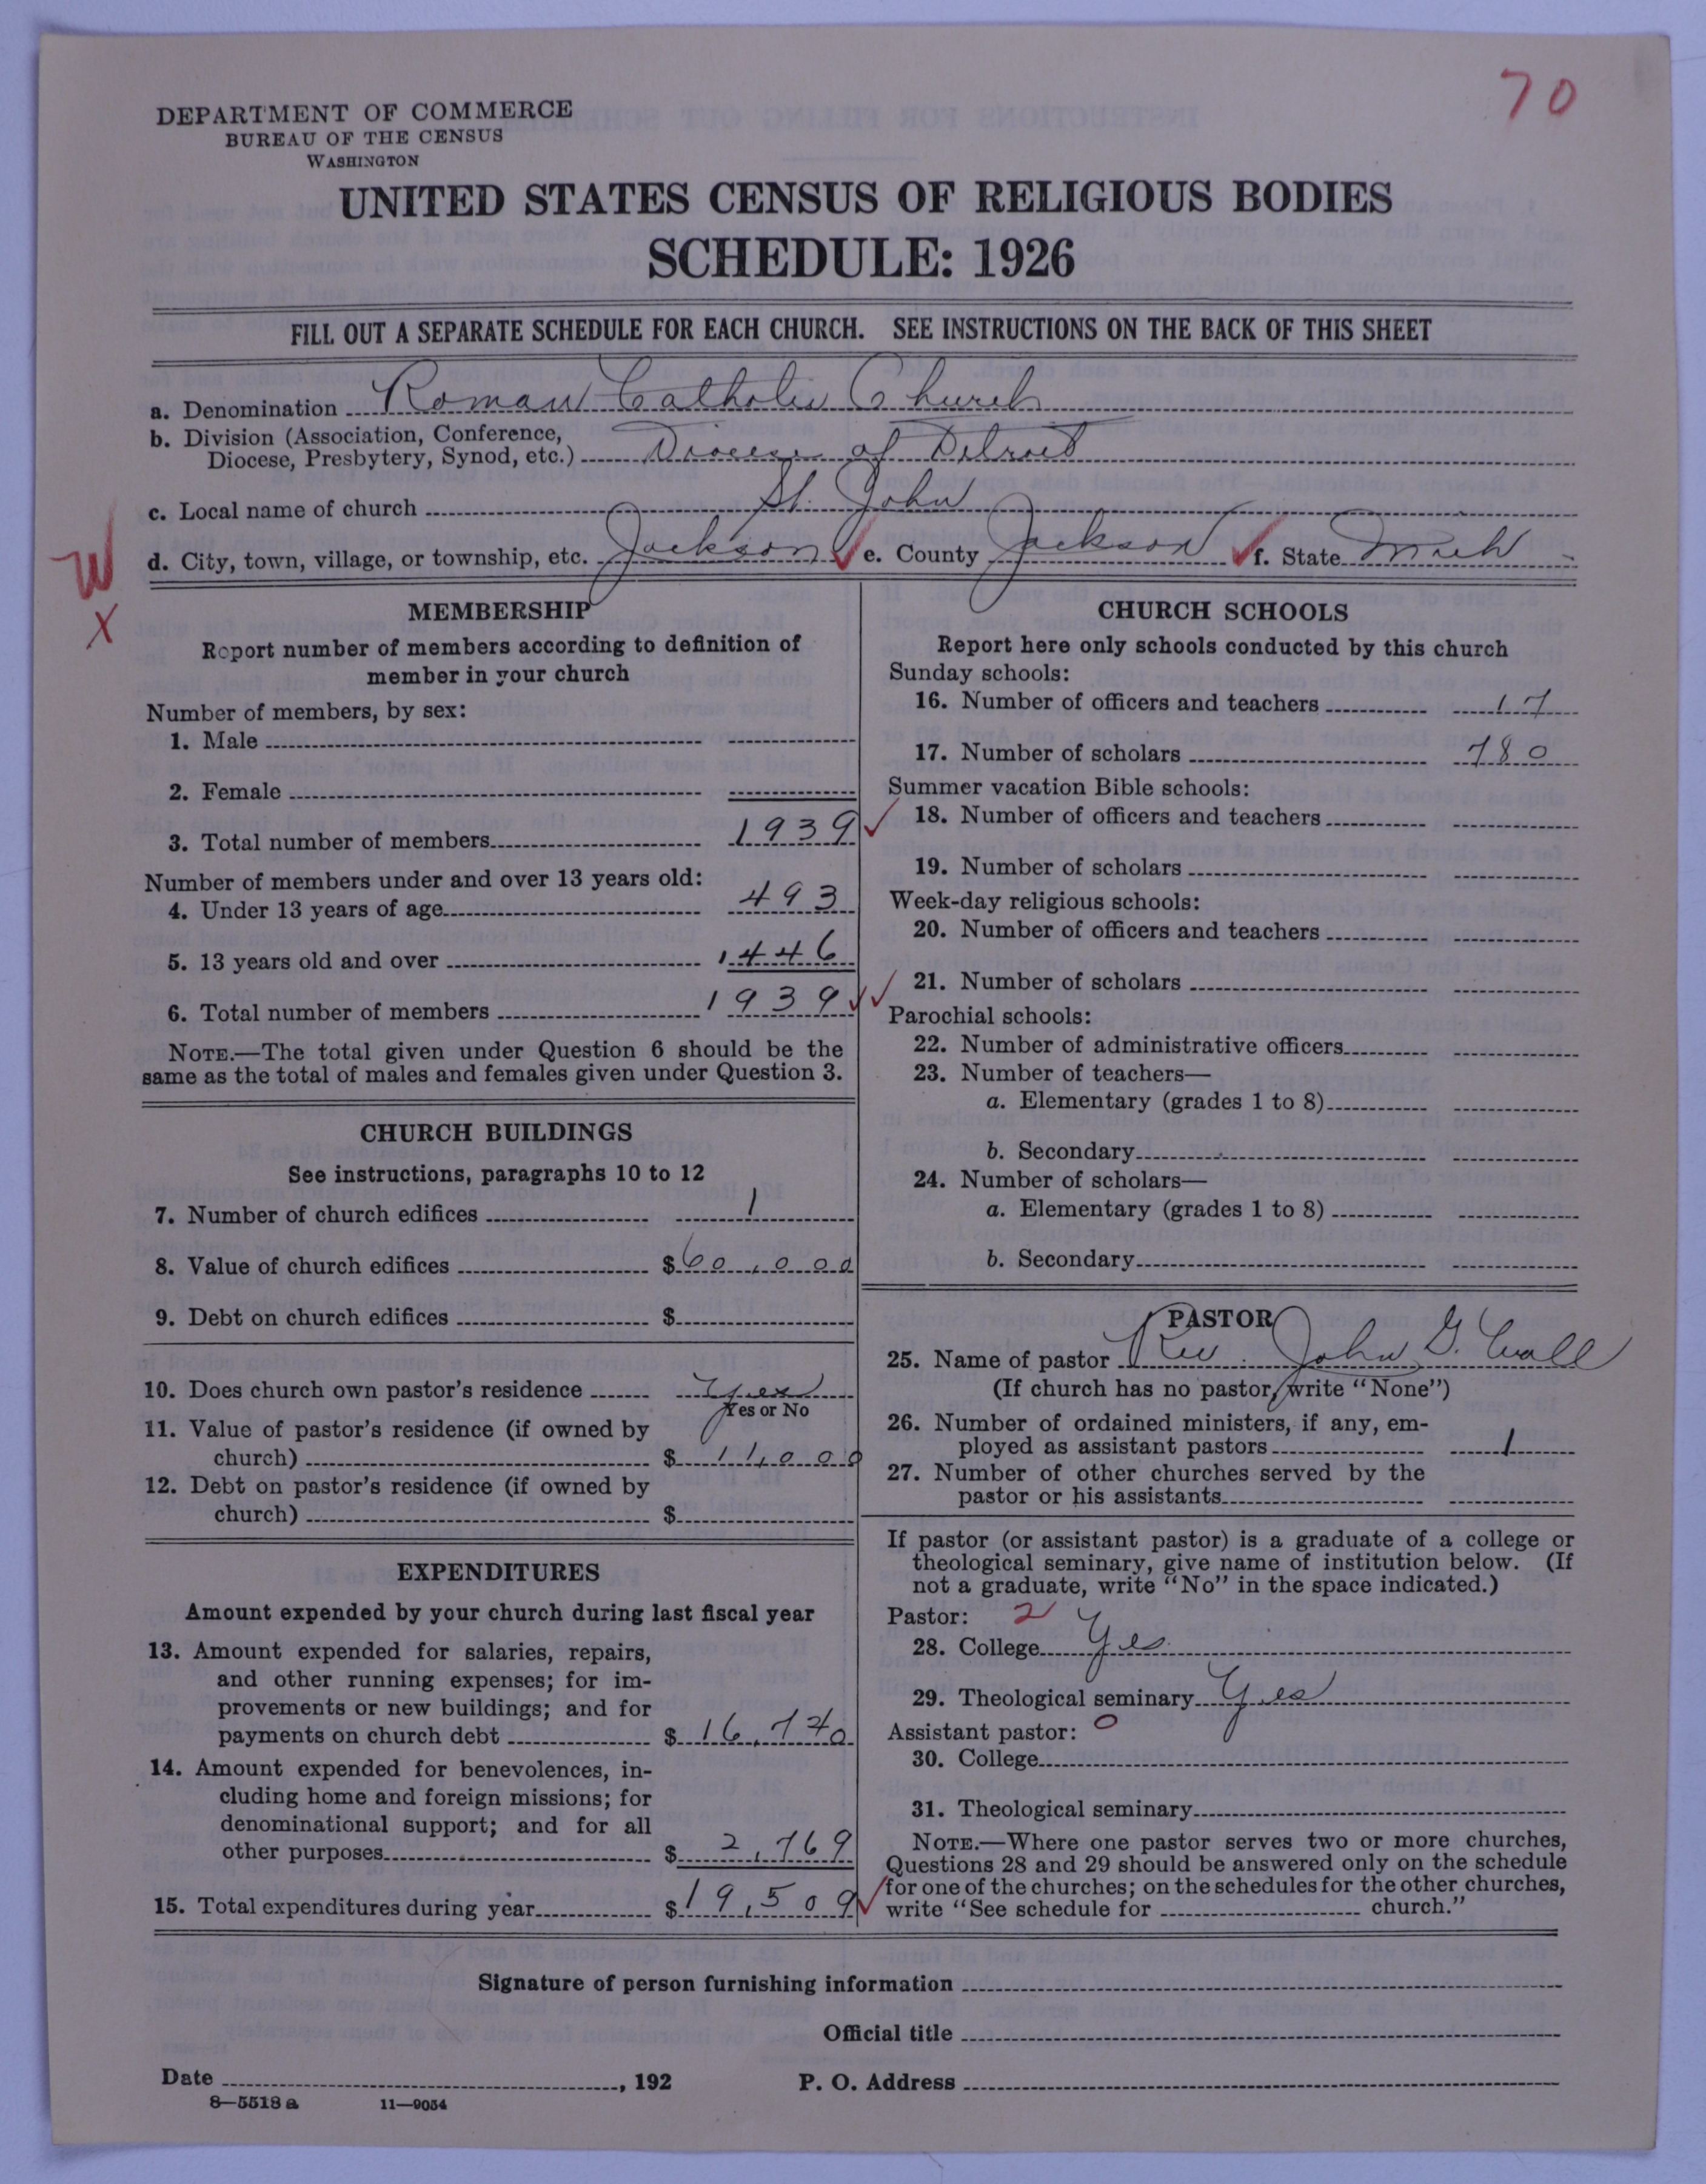 70
DEPARTMENT OF COMMERCE
BUREAU OF THE CENSUS
WASHINGTON
UNITED STATES CENSUS OF RELIGIOUS BODIES
SCHEDULE: 1926
FILL OUT A SEPARATE SCHEDULE FOR EACH CHURCH. SEE INSTRUCTIONS ON THE BACK OF THIS SHEET
a. Denomination Roman Catholic Church
b. Division (Association, Conference,
Diocese, Presbytery, Synod, etc.) Diocese of Detroit
c. Local name of church St. John
d. City, town, village, or township, etc. Jackson e. County Jackson f. State Mich
W
X
MEMBERSHIP
Report number of members according to definition of
member in your church
Number of members, by sex:
1. Male
2. Female
3. Total number of members 1939
Number of members under and over 13 years old:
4. Under 13 years of age 493
5. 13 years old and over 1446
6. Total number of members 1939
NOTE.—The total given under Question 6 should be the
same as the total of males and females given under Question 3.
CHURCH BUILDINGS
See instructions, paragraphs 10 to 12
7. Number of church edifices 1
8. Value of church edifices $60,000
9. Debt on church edifices $
10. Does church own pastor's residence Yes
Yes or No
11. Value of pastor's residence (if owned by
church) $ 11,000
12. Debt on pastor's residence (if owned by
church) $
EXPENDITURES
Amount expended by your church during last fiscal year
13. Amount expended for salaries, repairs,
and other running expenses; for im-
provements or new buildings; and for
payments on church debt $ 16,740
14. Amount expended for benevolences, in-
cluding home and foreign missions; for
denominational support; and for all
other purposes $ 2,769
15. Total expenditures during year $ 19,509
CHURCH SCHOOLS
Report here only schools conducted by this church
Sunday schools:
16. Number of officers and teachers 17
17. Number of scholars 780
Summer vacation Bible schools:
18. Number of officers and teachers
19. Number of scholars
Week-day religious schools:
20. Number of officers and teachers
21. Number of scholars
Parochial schools:
22. Number of administrative officers
23. Number of teachers—
a. Elementary (grades 1 to 8)
b. Secondary
24. Number of scholars—
a. Elementary (grades 1 to 8)
b. Secondary
PASTOR
25. Name of pastor Rev. John G.
(If church has no pastor, write "None")
26. Number of ordained ministers, if any, em-
ployed as assistant pastors 1
27. Number of other churches served by the
pastor or his assistants
If pastor (or assistant pastor) is a graduate of a college or
theological seminary, give name of institution below. (If
not a graduate, write "No" in the space indicated.)
Pastor: 2
28. College Yes
29. Theological seminary Yes
Assistant pastor: 0
30. College
31. Theological seminary
NOTE.—Where one pastor serves two or more churches,
Questions 28 and 29 should be answered only on the schedule
for one of the churches; on the schedules for the other churches,
write "See schedule for church."
Signature of person furnishing information
Official title
Date , 192 P. O. Address
8—5518 a 11—9054